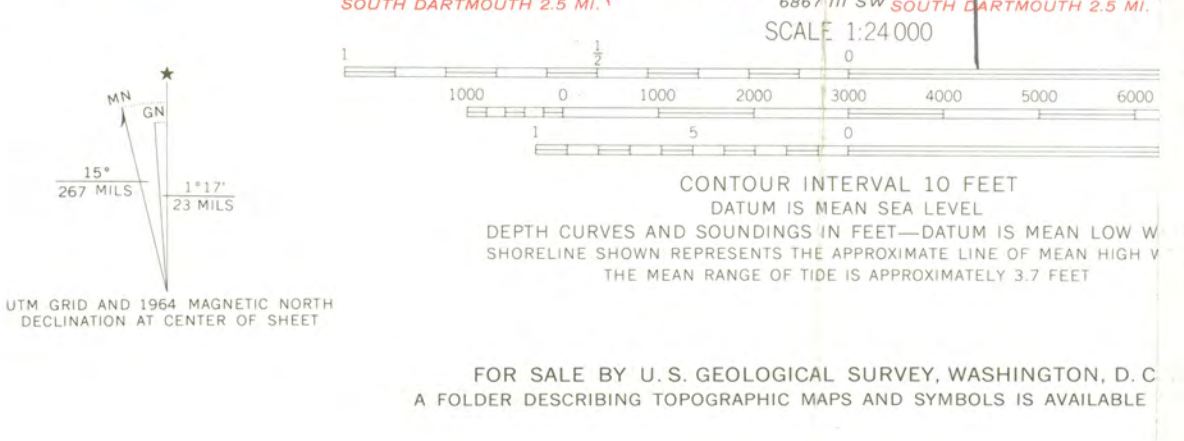 SOUTH DARTMOUTH 2.5 MI.
6867 III SW SOUTH DARTMOUTH 2.5 MI.
SCALE 1:24 000
1 1/2 0
1000 0 1000 2000 3000 4000 5000 6000
1 5 0
MN
GN
15°
267 MILS
1°17'
23 MILS
UTM GRID AND 1964 MAGNETIC NORTH
DECLINATION AT CENTER OF SHEET
CONTOUR INTERVAL 10 FEET
DATUM IS MEAN SEA LEVEL
DEPTH CURVES AND SOUNDINGS IN FEET—DATUM IS MEAN LOW W
SHORELINE SHOWN REPRESENTS THE APPROXIMATE LINE OF MEAN HIGH W
THE MEAN RANGE OF TIDE IS APPROXIMATELY 3.7 FEET
FOR SALE BY U. S. GEOLOGICAL SURVEY, WASHINGTON, D. C
A FOLDER DESCRIBING TOPOGRAPHIC MAPS AND SYMBOLS IS AVAILABLE